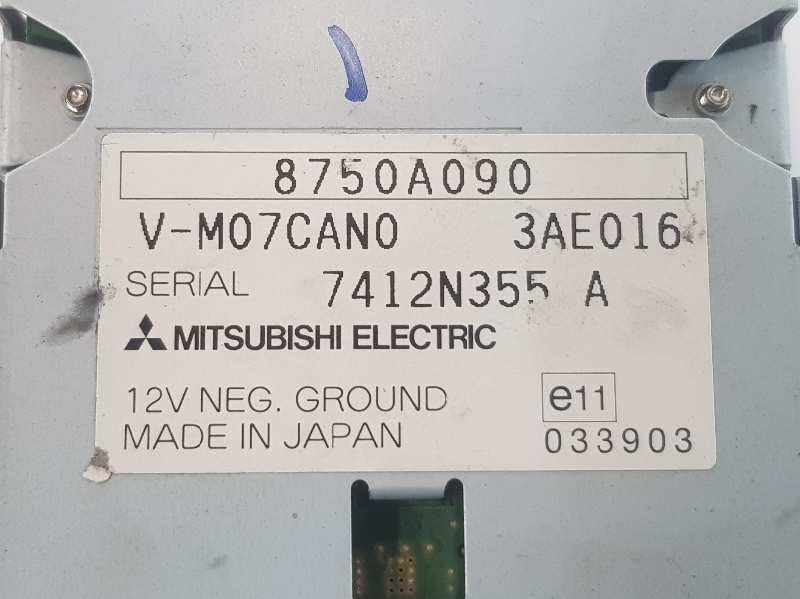 8750A090
V-M07CAN0 3AE016
SERIAL 7412N355 A
MITSUBISHI ELECTRIC
12V NEG. GROUND e11
MADE IN JAPAN 033903